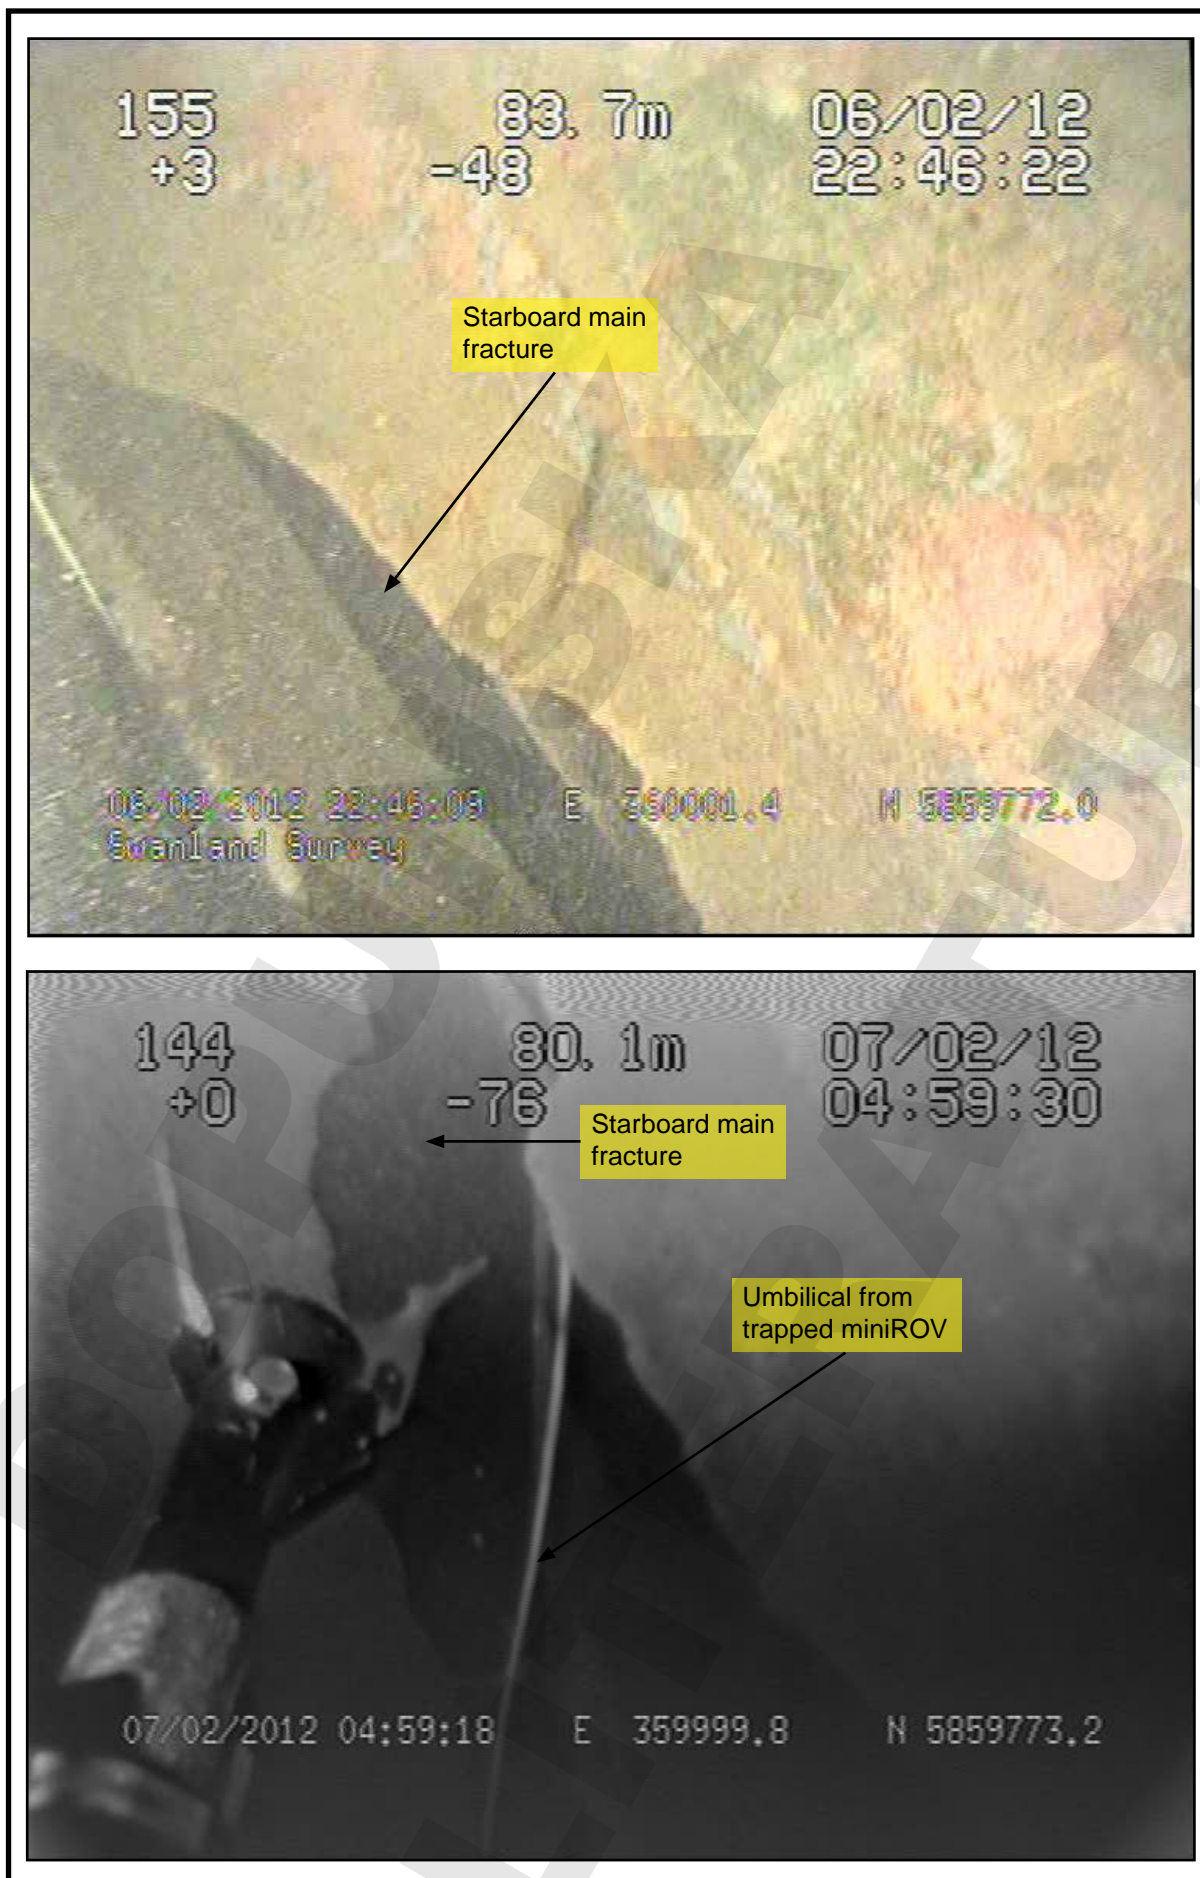 155 83.7m 06/02/12
+3 -48 22:46:22
Starboard main
fracture
06/02/2012 22:46:09 E 360001.4 N 5859772.0
Swanland Survey
144 80.1m 07/02/12
+0 -76 04:59:30
Starboard main
fracture
Umbilical from
trapped miniROV
07/02/2012 04:59:18 E 359999.8 N 5859773.2